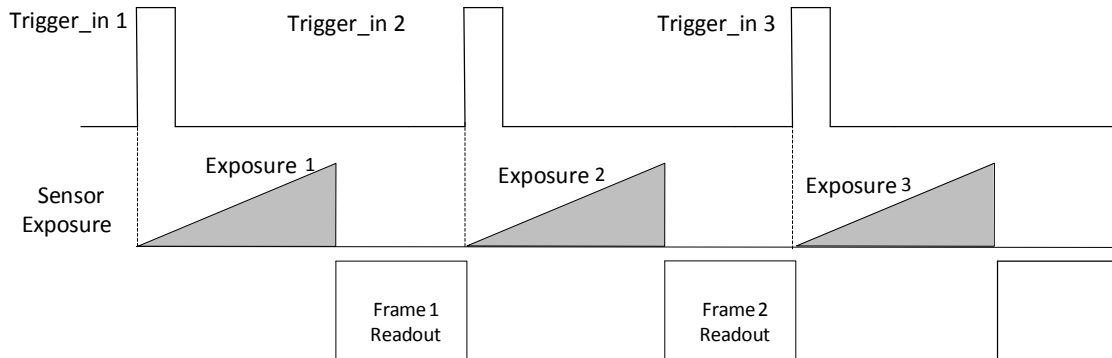 Trigger_in 1
Trigger_in 2
Trigger_in 3
Exposure 1
Exposure 2
Exposure 3
Sensor
Exposure
Frame 1
Readout
Frame 2
Readout